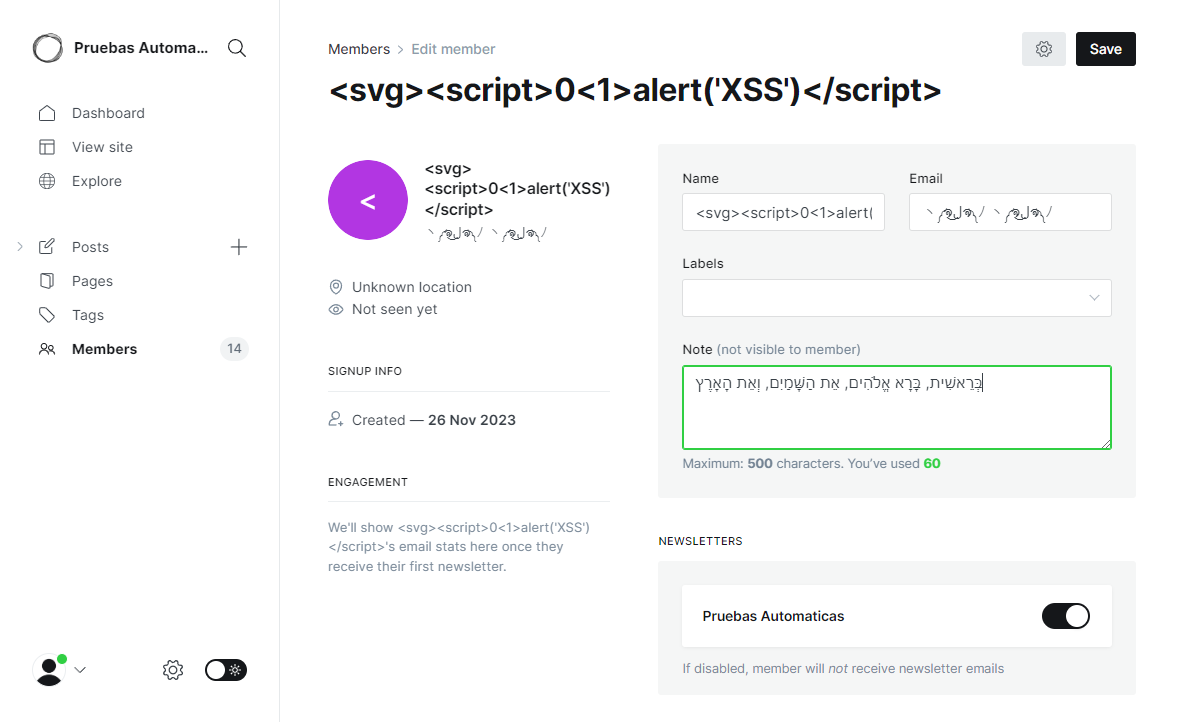 Pruebas Automa...
Dashboard
View site
Explore
Posts
Pages
Tags
Members
14
Members > Edit member
Save
<svg><script>0<1>alert('XSS')</script>
<
<svg>
<script>0<1>alert('XSS')
</script>
Unknown location
Not seen yet
SIGNUP INFO
Created — 26 Nov 2023
ENGAGEMENT
We'll show <svg><script>0<1>alert('XSS')
</script>'s email stats here once they
receive their first newsletter.
Name
<svg><script>0<1>alert(
Email
Labels
Note (not visible to member)
בְּרֵאשִׁית, בָּרָא אֱלֹהִים, אֵת הַשָּׁמַיִם, וְאֵת הָאָרֶץ
Maximum: 500 characters. You've used 60
NEWSLETTERS
Pruebas Automaticas
If disabled, member will not receive newsletter emails